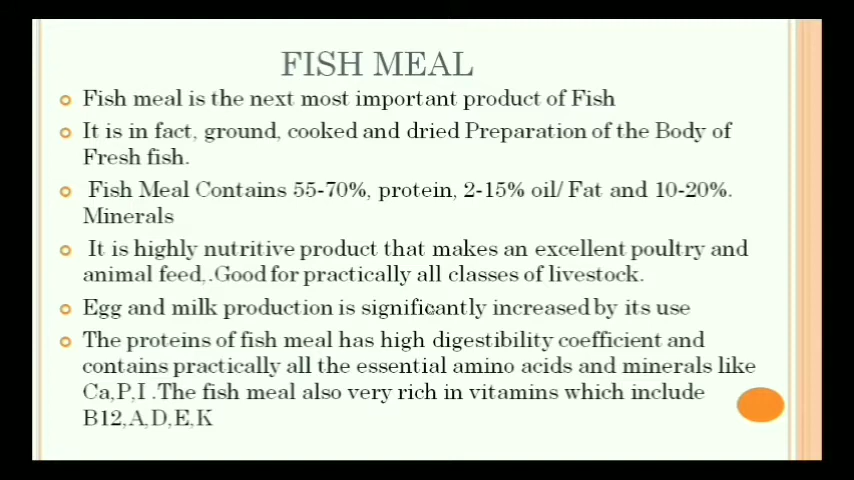 FISH MEAL
Fish meal is the next most important product of Fish
It is in fact, ground, cooked and dried Preparation of the Body of
Fresh fish.
Fish Meal Contains 55-70%, protein, 2-15% oil/ Fat and 10-20%.
Minerals
It is highly nutritive product that makes an excellent poultry and
animal feed,.Good for practically all classes of livestock.
Egg and milk production is significantly increased by its use
The proteins of fish meal has high digestibility coefficient and
contains practically all the essential amino acids and minerals like
Ca,P,I .The fish meal also very rich in vitamins which include
B12,A,D,E,K